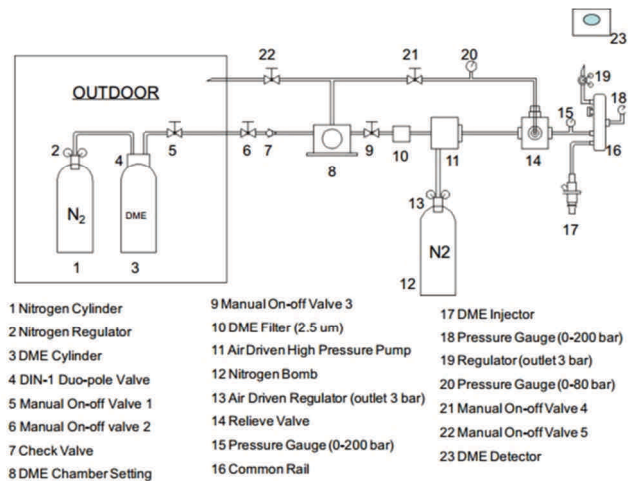 22
21
20
23
OUTDOOR
19
18
15
2
4
5
6
7
8
9
10
11
14
16
N2
DME
13
N2
17
1
3
12
1 Nitrogen Cylinder
2 Nitrogen Regulator
3 DME Cylinder
4 DIN-1 Duo-pole Valve
5 Manual On-off Valve 1
6 Manual On-off valve 2
7 Check Valve
8 DME Chamber Setting
9 Manual On-off Valve 3
10 DME Filter (2.5 um)
11 Air Driven High Pressure Pump
12 Nitrogen Bomb
13 Air Driven Regulator (outlet 3 bar)
14 Relieve Valve
15 Pressure Gauge (0-200 bar)
16 Common Rail
17 DME Injector
18 Pressure Gauge (0-200 bar)
19 Regulator (outlet 3 bar)
20 Pressure Gauge (0-80 bar)
21 Manual On-off Valve 4
22 Manual On-off Valve 5
23 DME Detector